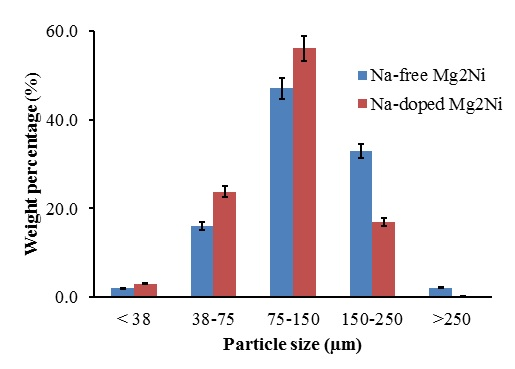 60.0
40.0
20.0
0.0
Weight percentage (%)
Na-free Mg2Ni
Na-doped Mg2Ni
< 38 38-75 75-150 150-250 >250
Particle size (µm)